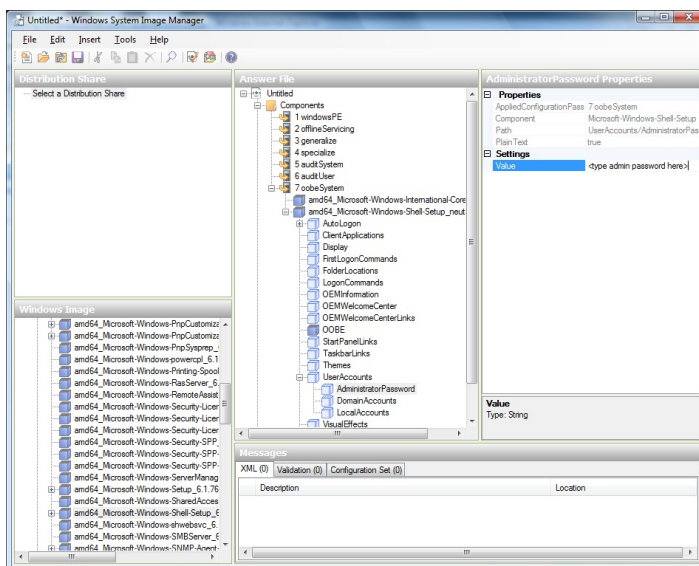 Untitled* - Windows System Image Manager
File Edit Insert Tools Help
Distribution Share
Select a Distribution Share
Windows Image
amd64_Microsoft-Windows-PnpCustomiza
amd64_Microsoft-Windows-PnpCustomiza
amd64_Microsoft-Windows-PnpSysprep_
amd64_Microsoft-Windows-powercpl_6.1
amd64_Microsoft-Windows-Printing-Spool
amd64_Microsoft-Windows-RasServer_6.
amd64_Microsoft-Windows-RemoteAssist
amd64_Microsoft-Windows-Security-Licer
amd64_Microsoft-Windows-Security-Licer
amd64_Microsoft-Windows-Security-Licer
amd64_Microsoft-Windows-Security-SPP_
amd64_Microsoft-Windows-Security-SPP-
amd64_Microsoft-Windows-Security-SPP-
amd64_Microsoft-Windows-ServerManag
amd64_Microsoft-Windows-Setup_6.1.76
amd64_Microsoft-Windows-SharedAcces
amd64_Microsoft-Windows-Shell-Setup_6
amd64_Microsoft-Windows-shwebsvc_6.
amd64_Microsoft-Windows-SMBServer_6
amd64_Microsoft-Windows-SNMP-Agent-
Answer File
Untitled
Components
1 windowsPE
2 offlineServicing
3 generalize
4 specialize
5 auditSystem
6 auditUser
7 oobeSystem
amd64_Microsoft-Windows-International-Core
amd64_Microsoft-Windows-Shell-Setup_neut
AutoLogon
ClientApplications
Display
FirstLogonCommands
FolderLocations
LogonCommands
OEMInformation
OEMWelcomeCenter
OEMWelcomeCenterLinks
OOBE
StartPanelLinks
TaskbarLinks
Themes
UserAccounts
AdministratorPassword
DomainAccounts
LocalAccounts
VisualEffects
AdministratorPassword Properties
Properties
AppliedConfigurationPass 7 oobeSystem
Component Microsoft-Windows-Shell-Setup
Path UserAccounts/AdministratorPas
PlainText true
Settings
Value <type admin password here>
Value
Type: String
Messages
XML (0) Validation (0) Configuration Set (0)
Description Location